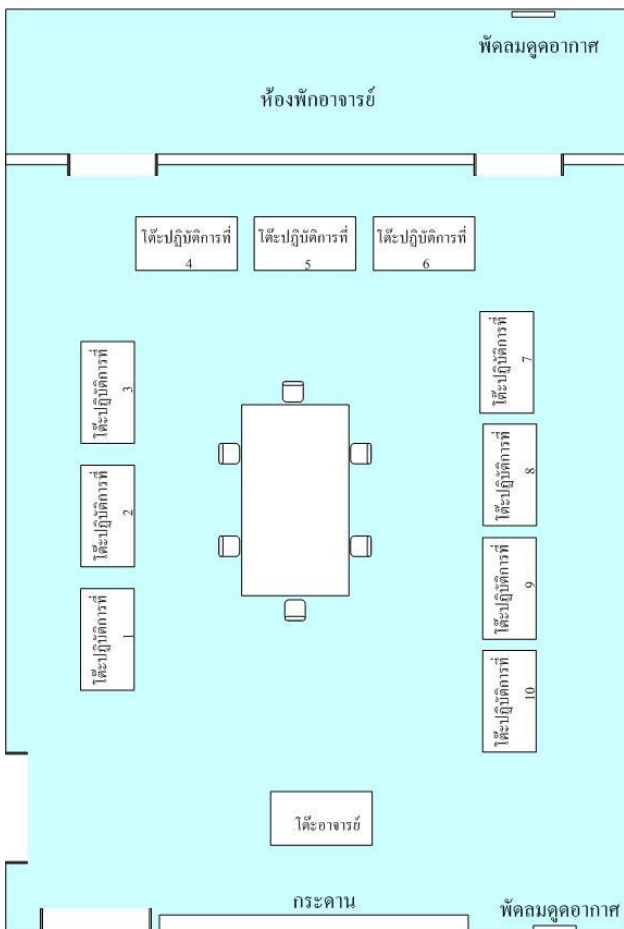 พัดลมดูดอากาศ
ห้องพักอาจารย์
โต๊ะปฏิบัติการที่
4
โต๊ะปฏิบัติการที่
5
โต๊ะปฏิบัติการที่
6
โต๊ะปฏิบัติการที่
3
โต๊ะปฏิบัติการที่
7
โต๊ะปฏิบัติการที่
2
โต๊ะปฏิบัติการที่
8
โต๊ะปฏิบัติการที่
1
โต๊ะปฏิบัติการที่
9
โต๊ะปฏิบัติการที่
10
โต๊ะอาจารย์
กระดาน
พัดลมดูดอากาศ